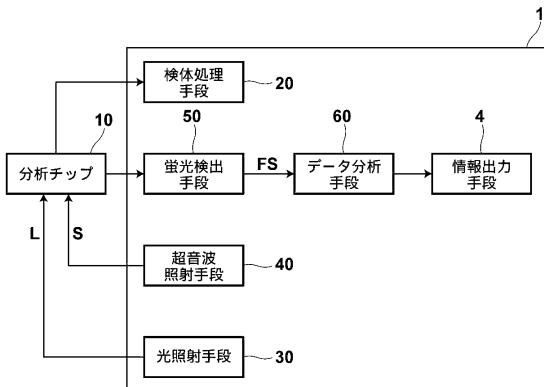 1
検体処理
手段
20
10
50
60
4
分析チップ
蛍光検出
手段
FS
データ分析
手段
情報出力
手段
L
S
超音波
照射手段
40
光照射手段
30